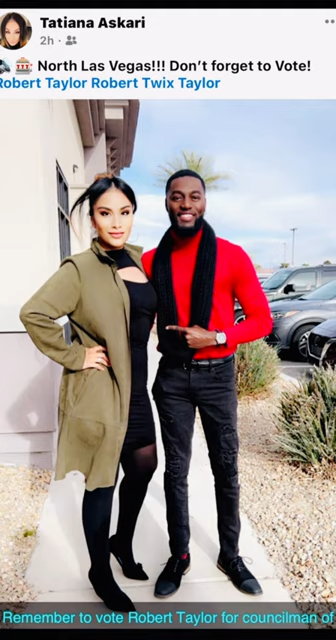 Tatiana Askari
2h ·
North Las Vegas!!! Don't forget to Vote!
Robert Taylor Robert Twix Taylor
Remember to vote Robert Taylor for councilman of